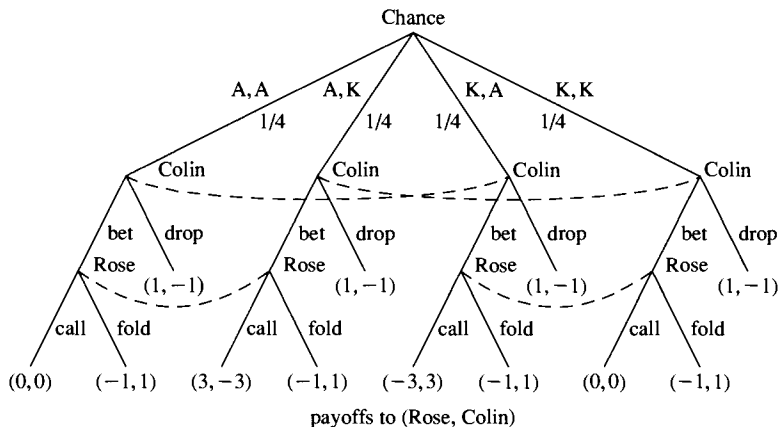 Chance
A, A A, K K, A K, K
1/4 1/4 1/4 1/4
Colin Colin Colin Colin
bet drop bet drop bet drop bet drop
Rose (1, −1) Rose (1, −1) Rose (1, −1) Rose (1, −1)
call fold call fold call fold call fold
(0, 0) (−1, 1) (3, −3) (−1, 1) (−3, 3) (−1, 1) (0, 0) (−1, 1)
payoffs to (Rose, Colin)